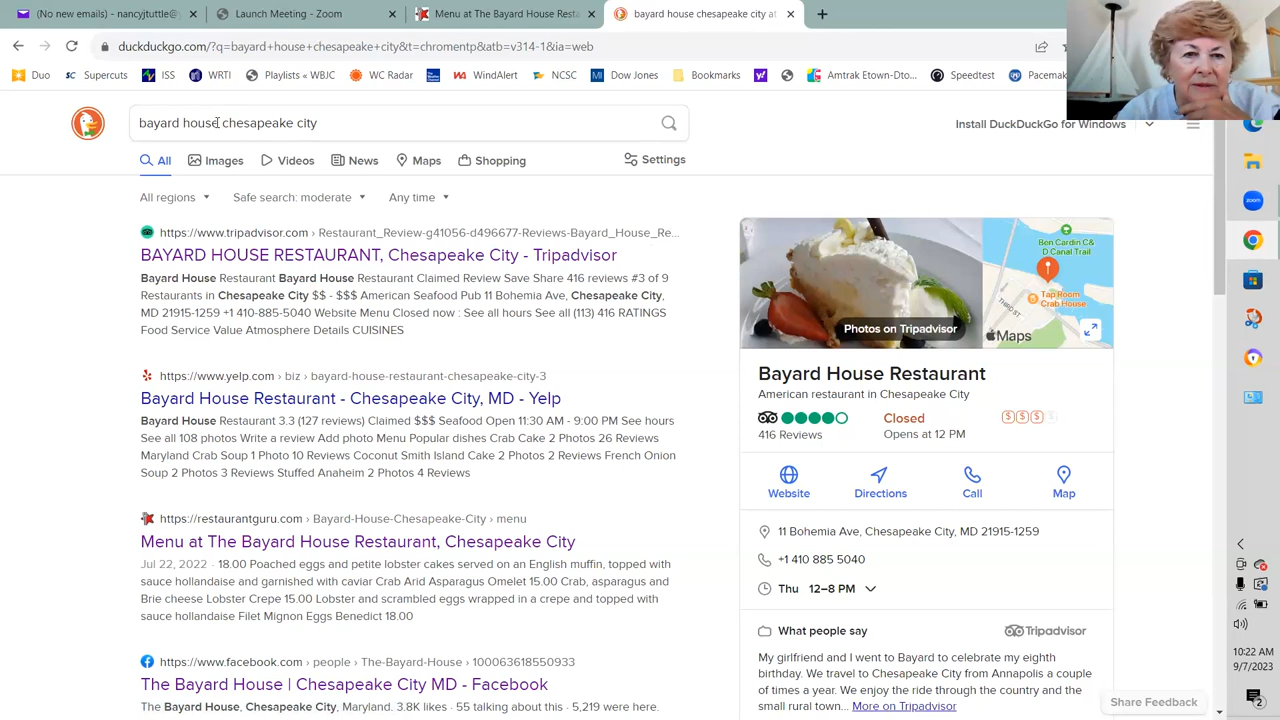 (31) - nancyjuttle@
Launch Meeting - Zoom
Menu at The Bayard House Resta
bayard house chesapeake city at
duckduckgo.com/?q=bayard+house+chesapeake+city&t=chromentp&atb=v314-1&ia=web
Duo
Supercuts
ISS
WRTI
Playlists « WBJC
WC Radar
WindAlert
NCSC
Dow Jones
Bookmarks
Amtrak Etown-Dto...
Speedtest
Pacemak
bayard house chesapeake city
Install DuckDuckGo for Windows
All
Images
Videos
News
Maps
Shopping
Settings
All regions
Safe search: moderate
Any time
https://www.tripadvisor.com › Restaurant_Review-g41056-d496677-Reviews-Bayard_House_Re...
BAYARD HOUSE RESTAURANT, Chesapeake City - Tripadvisor
Bayard House Restaurant Bayard House Restaurant Claimed Review Save Share 416 reviews #3 of 9
Restaurants in Chesapeake City $$ - $$$ American Seafood Pub 11 Bohemia Ave, Chesapeake City,
MD 21915-1259 +1 410-885-5040 Website Menu Closed now : See all hours See all (113) 416 RATINGS
Food Service Value Atmosphere Details CUISINES
https://www.yelp.com › biz › bayard-house-restaurant-chesapeake-city-3
Bayard House Restaurant - Chesapeake City, MD - Yelp
Bayard House Restaurant 3.3 (127 reviews) Claimed $$$ Seafood Open 11:30 AM - 9:00 PM See hours
See all 108 photos Write a review Add photo Menu Popular dishes Crab Cake 2 Photos 26 Reviews
Maryland Crab Soup 1 Photo 10 Reviews Coconut Smith Island Cake 2 Photos 2 Reviews French Onion
Soup 2 Photos 3 Reviews Stuffed Anaheim 2 Photos 4 Reviews
https://restaurantguru.com › Bayard-House-Chesapeake-City › menu
Menu at The Bayard House Restaurant, Chesapeake City
Jul 22, 2022 · 18.00 Poached eggs and petite lobster cakes served on an English muffin, topped with
sauce hollandaise and garnished with caviar Crab Arid Asparagus Omelet 15.00 Crab, asparagus and
Brie cheese Lobster Crepe 15.00 Lobster and scrambled eggs wrapped in a crepe and topped with
sauce hollandaise Filet Mignon Eggs Benedict 18.00
https://www.facebook.com › people › The-Bayard-House › 100063618550933
The Bayard House | Chesapeake City MD - Facebook
The Bayard House, Chesapeake City, Maryland. 3.8K likes · 55 talking about this · 5,219 were here.
Photos on Tripadvisor
Ben Cardin C&
D Canal Trail
Tap Room
Crab House
THIRD ST
Maps
Bayard House Restaurant
American restaurant in Chesapeake City
416 Reviews
Closed
Opens at 12 PM
$ $ $ $
Website
Directions
Call
Map
11 Bohemia Ave, Chesapeake City, MD 21915-1259
+1 410 885 5040
Thu 12–8 PM
What people say
Tripadvisor
My girlfriend and I went to Bayard to celebrate my eighth
birthday. We travel to Chesapeake City from Annapolis a couple
of times a year. We enjoy the ride through the country and the
small rural town... More on Tripadvisor
Share Feedback
zoom
10:22 AM
9/7/2023
2